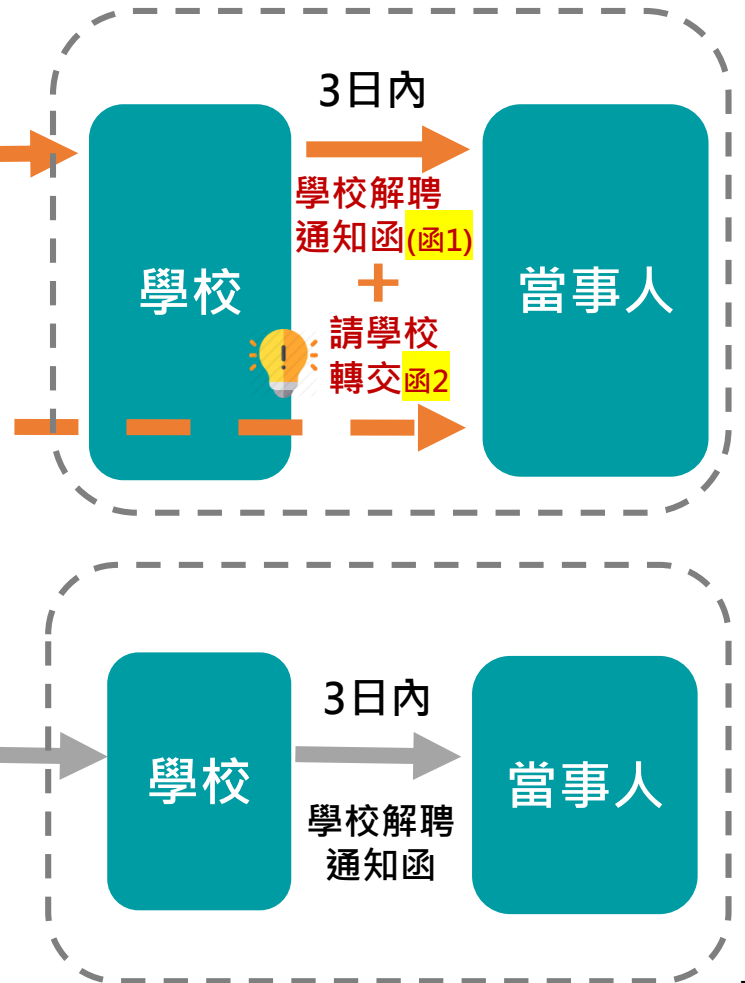 3日內
學校解聘
通知函(函1)
+
學校
當事人
請學校
轉交函2
3日內
學校
當事人
學校解聘
通知函